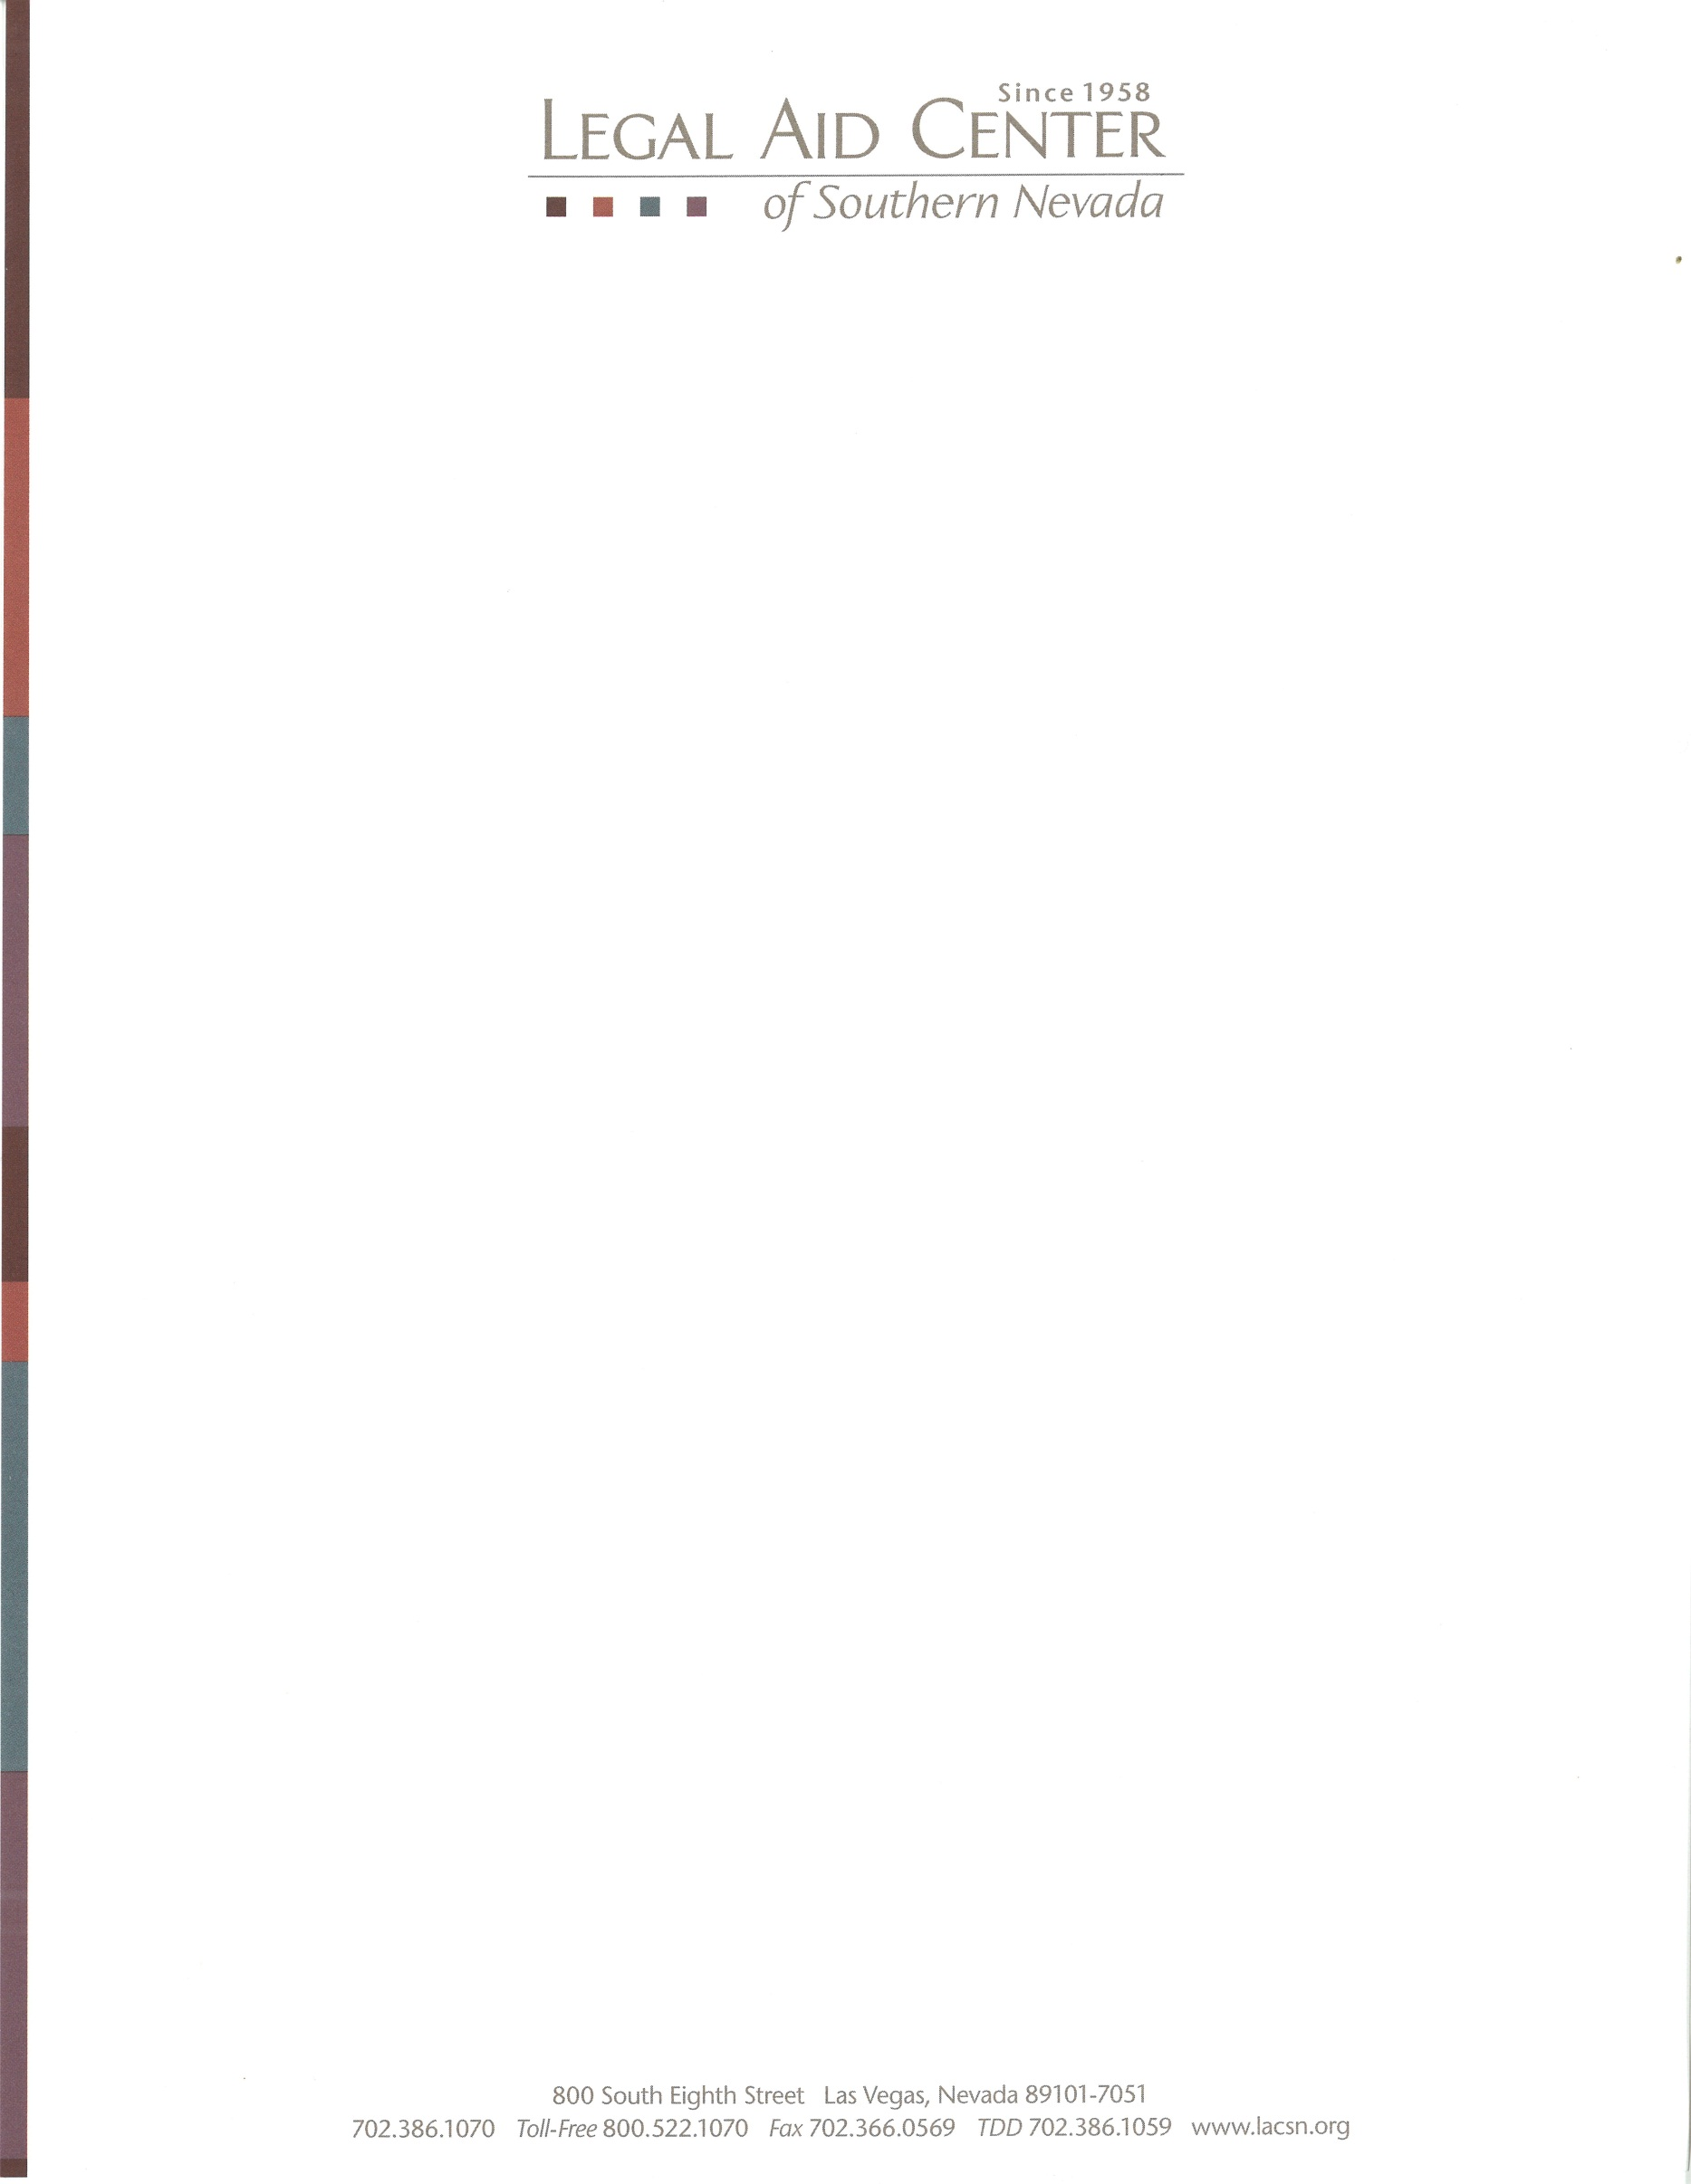 Since 1958
LEGAL AID CENTER
of Southern Nevada
800 South Eighth Street Las Vegas, Nevada 89101-7051
702.386.1070 Toll-Free 800.522.1070 Fax 702.366.0569 TDD 702.386.1059 www.lacsn.org